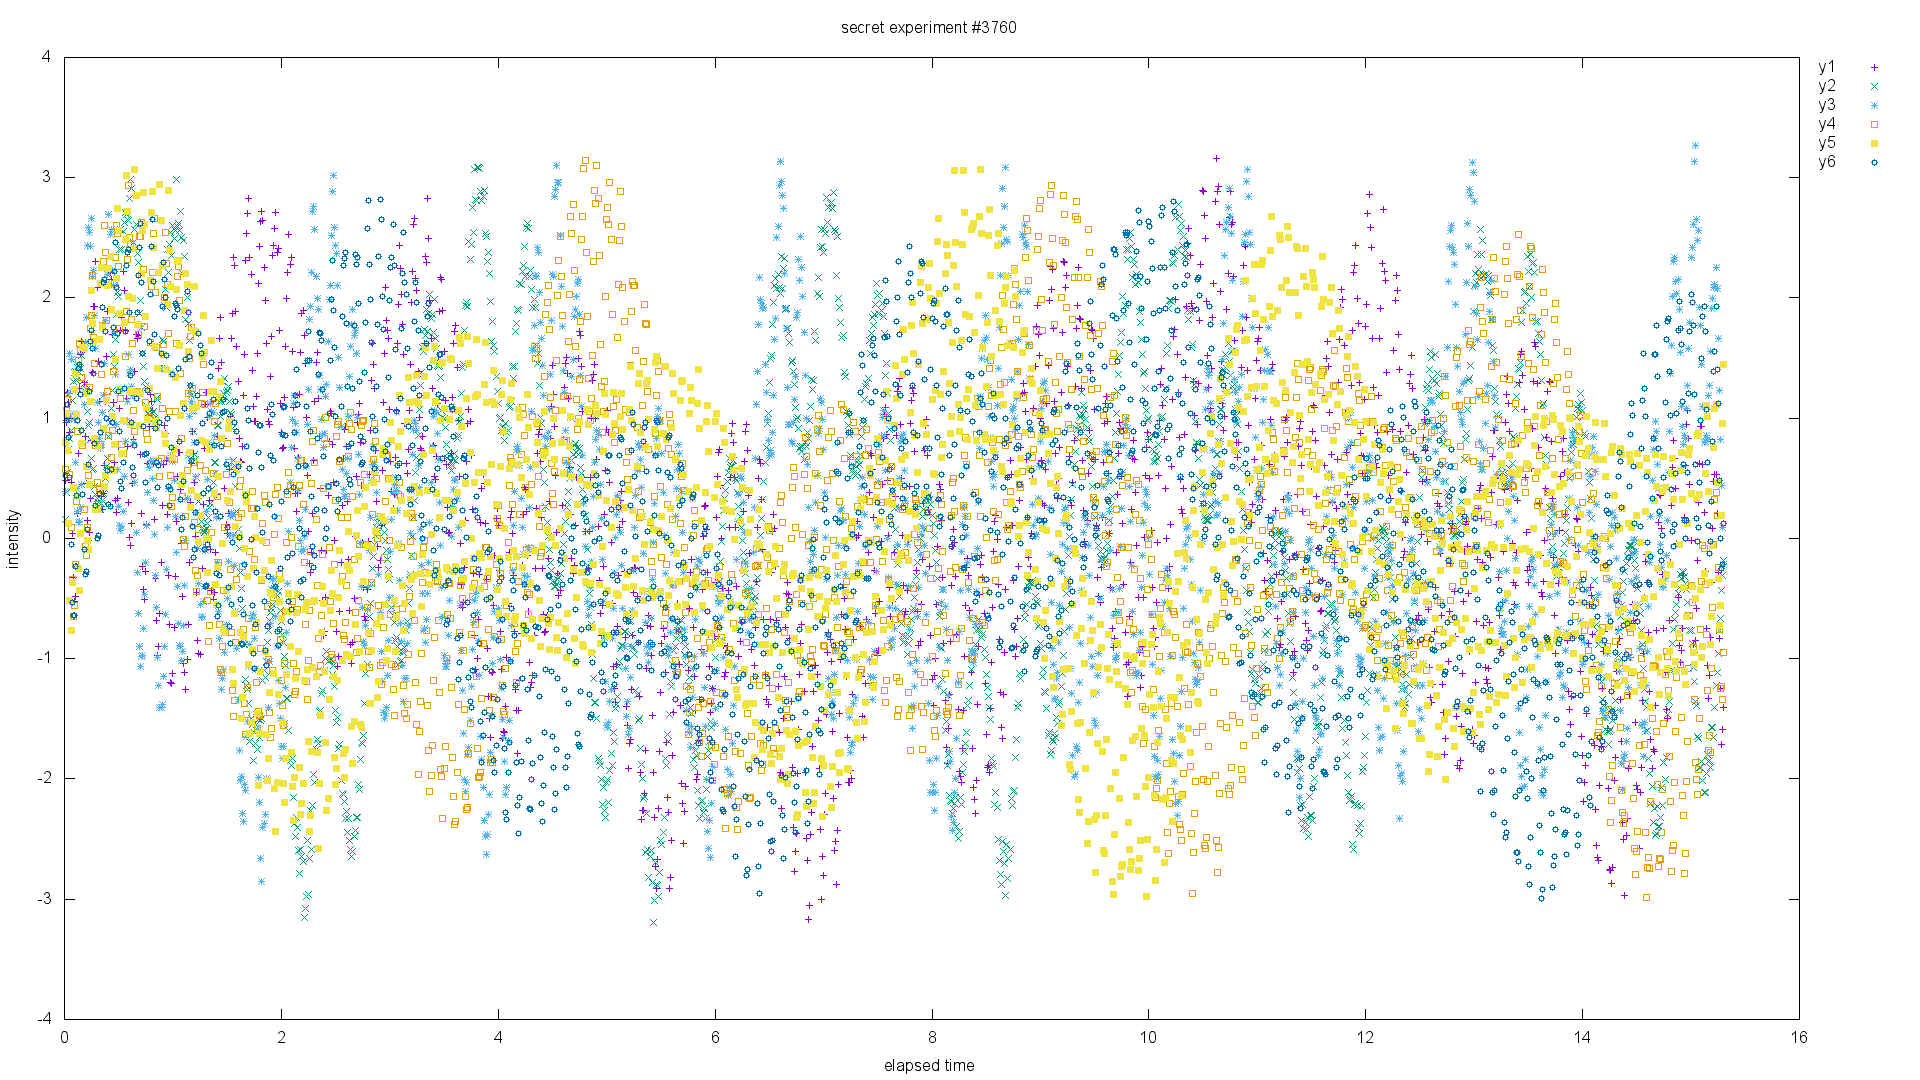 secret experiment #3760
4
3
2
1
0
-1
-2
-3
-4
intensity
0 2 4 6 8 10 12 14 16
elapsed time
y1
y2
y3
y4
y5
y6